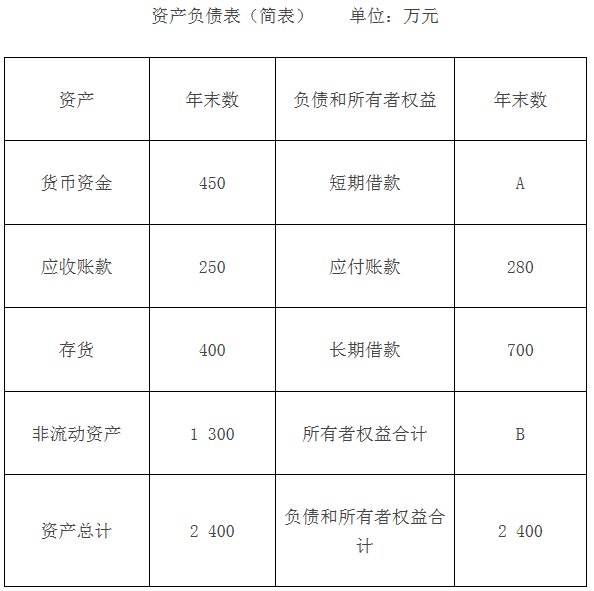 资产负债表（简表） 单位：万元
资产 年末数 负债和所有者权益 年末数
货币资金 450 短期借款 A
应收账款 250 应付账款 280
存货 400 长期借款 700
非流动资产 1 300 所有者权益合计 B
资产总计 2 400 负债和所有者权益合
计 2 400